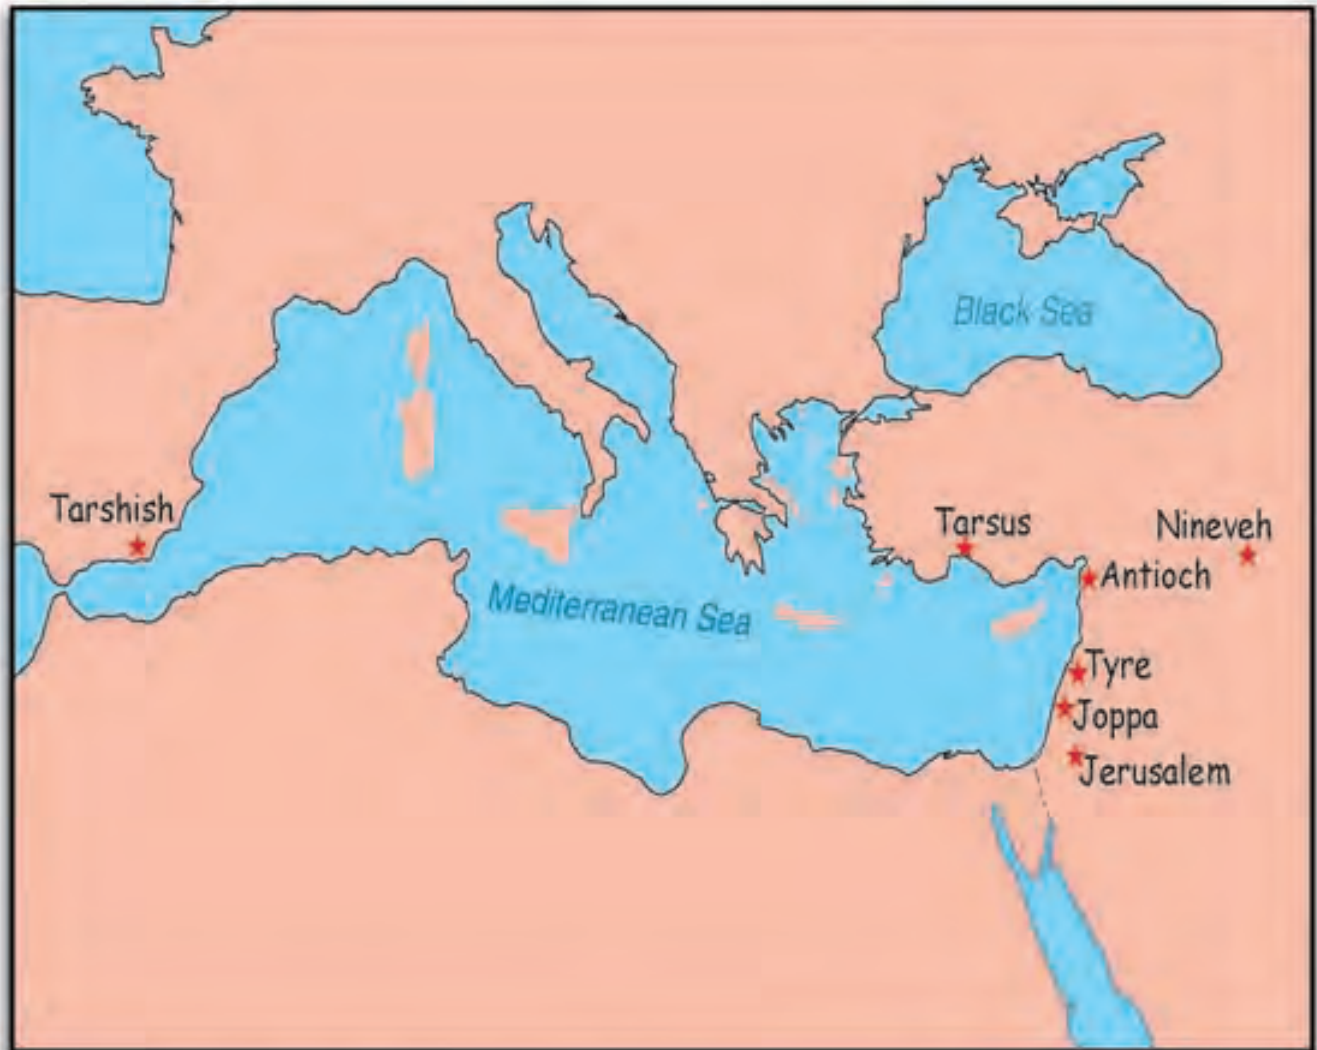 Black Sea
Tarshish
Tarsus
Nineveh
Antioch
Mediterranean Sea
Tyre
Joppa
Jerusalem